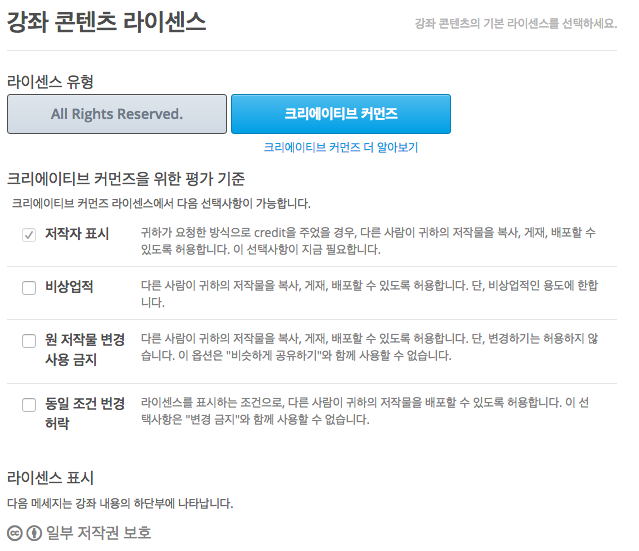 강좌 콘텐츠 라이센스
강좌 콘텐츠의 기본 라이센스를 선택하세요.
라이센스 유형
All Rights Reserved.
크리에이티브 커먼즈
크리에이티브 커먼즈 더 알아보기
크리에이티브 커먼즈을 위한 평가 기준
크리에이티브 커먼즈 라이센스에서 다음 선택사항이 가능합니다.
저작자 표시
귀하가 요청한 방식으로 credit을 주었을 경우, 다른 사람이 귀하의 저작물을 복사, 게재, 배포할 수
있도록 허용합니다. 이 선택사항이 지금 필요합니다.
비상업적
다른 사람이 귀하의 저작물을 복사, 게재, 배포할 수 있도록 허용합니다. 단, 비상업적인 용도에 한합
니다.
원 저작물 변경
사용 금지
다른 사람이 귀하의 저작물을 복사, 게재, 배포할 수 있도록 허용합니다. 단, 변경하기는 허용하지 않
습니다. 이 옵션은 "비슷하게 공유하기"와 함께 사용할 수 없습니다.
동일 조건 변경
허락
라이센스를 표시하는 조건으로, 다른 사람이 귀하의 저작물을 배포할 수 있도록 허용합니다. 이 선
택사항은 "변경 금지"와 함께 사용할 수 없습니다.
라이센스 표시
다음 메세지는 강좌 내용의 하단부에 나타납니다.
cc 일부 저작권 보호